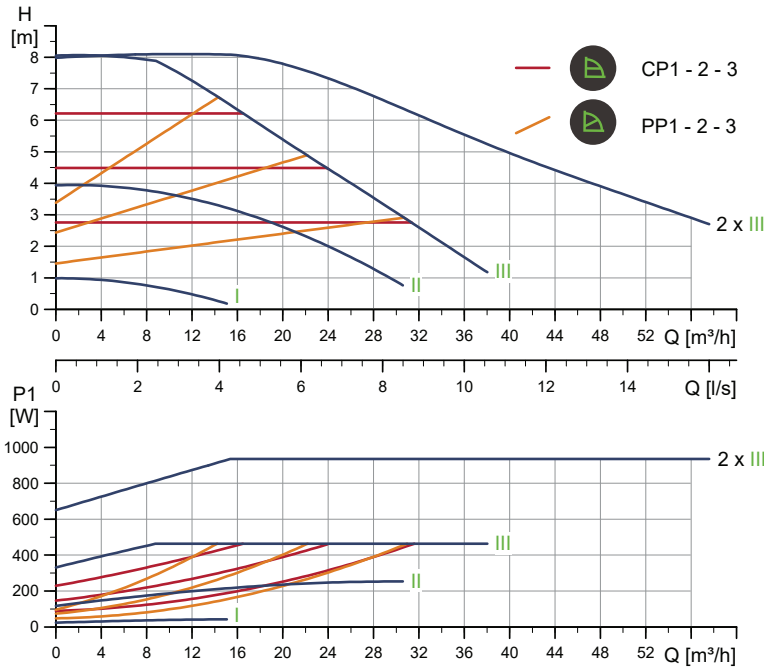 H
[m]
8
7
6
5
4
3
2
1
0
CP1 - 2 - 3
PP1 - 2 - 3
2 x III
III
II
I
0 4 8 12 16 20 24 28 32 36 40 44 48 52 Q [m³/h]
0 2 4 6 8 10 12 14 Q [l/s]
P1
[W]
1000
800
600
400
200
0
2 x III
III
II
I
0 4 8 12 16 20 24 28 32 36 40 44 48 52 Q [m³/h]